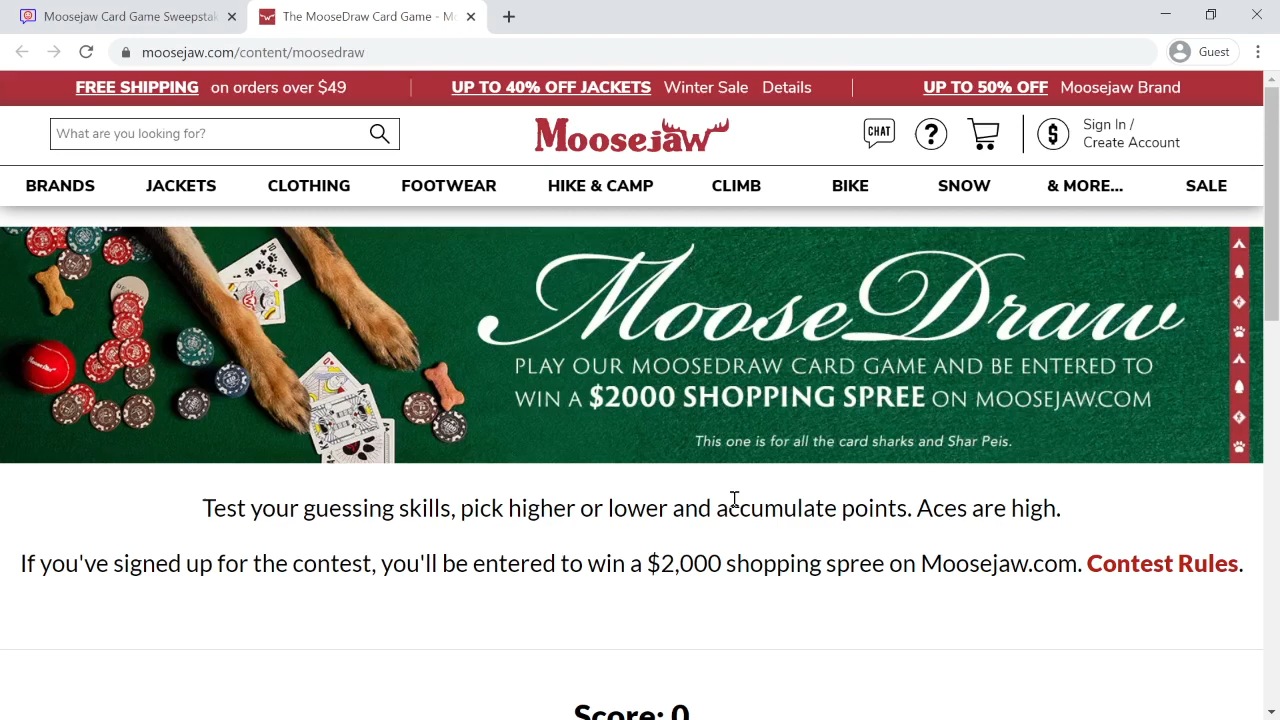 Moosejaw Card Game Sweepstak
The MooseDraw Card Game - Mo
moosejaw.com/content/moosedraw
Guest
FREE SHIPPING on orders over $49
UP TO 40% OFF JACKETS Winter Sale Details
UP TO 50% OFF Moosejaw Brand
What are you looking for?
Moosejaw
CHAT
?
$
Sign In /
Create Account
BRANDS JACKETS CLOTHING FOOTWEAR HIKE & CAMP CLIMB BIKE SNOW & MORE... SALE
MooseDraw
PLAY OUR MOOSEDRAW CARD GAME AND BE ENTERED TO
WIN A $2000 SHOPPING SPREE ON MOOSEJAW.COM
This one is for all the card sharks and Shar Peis.
Test your guessing skills, pick higher or lower and accumulate points. Aces are high.
If you've signed up for the contest, you'll be entered to win a $2,000 shopping spree on Moosejaw.com. Contest Rules.
Score: 0